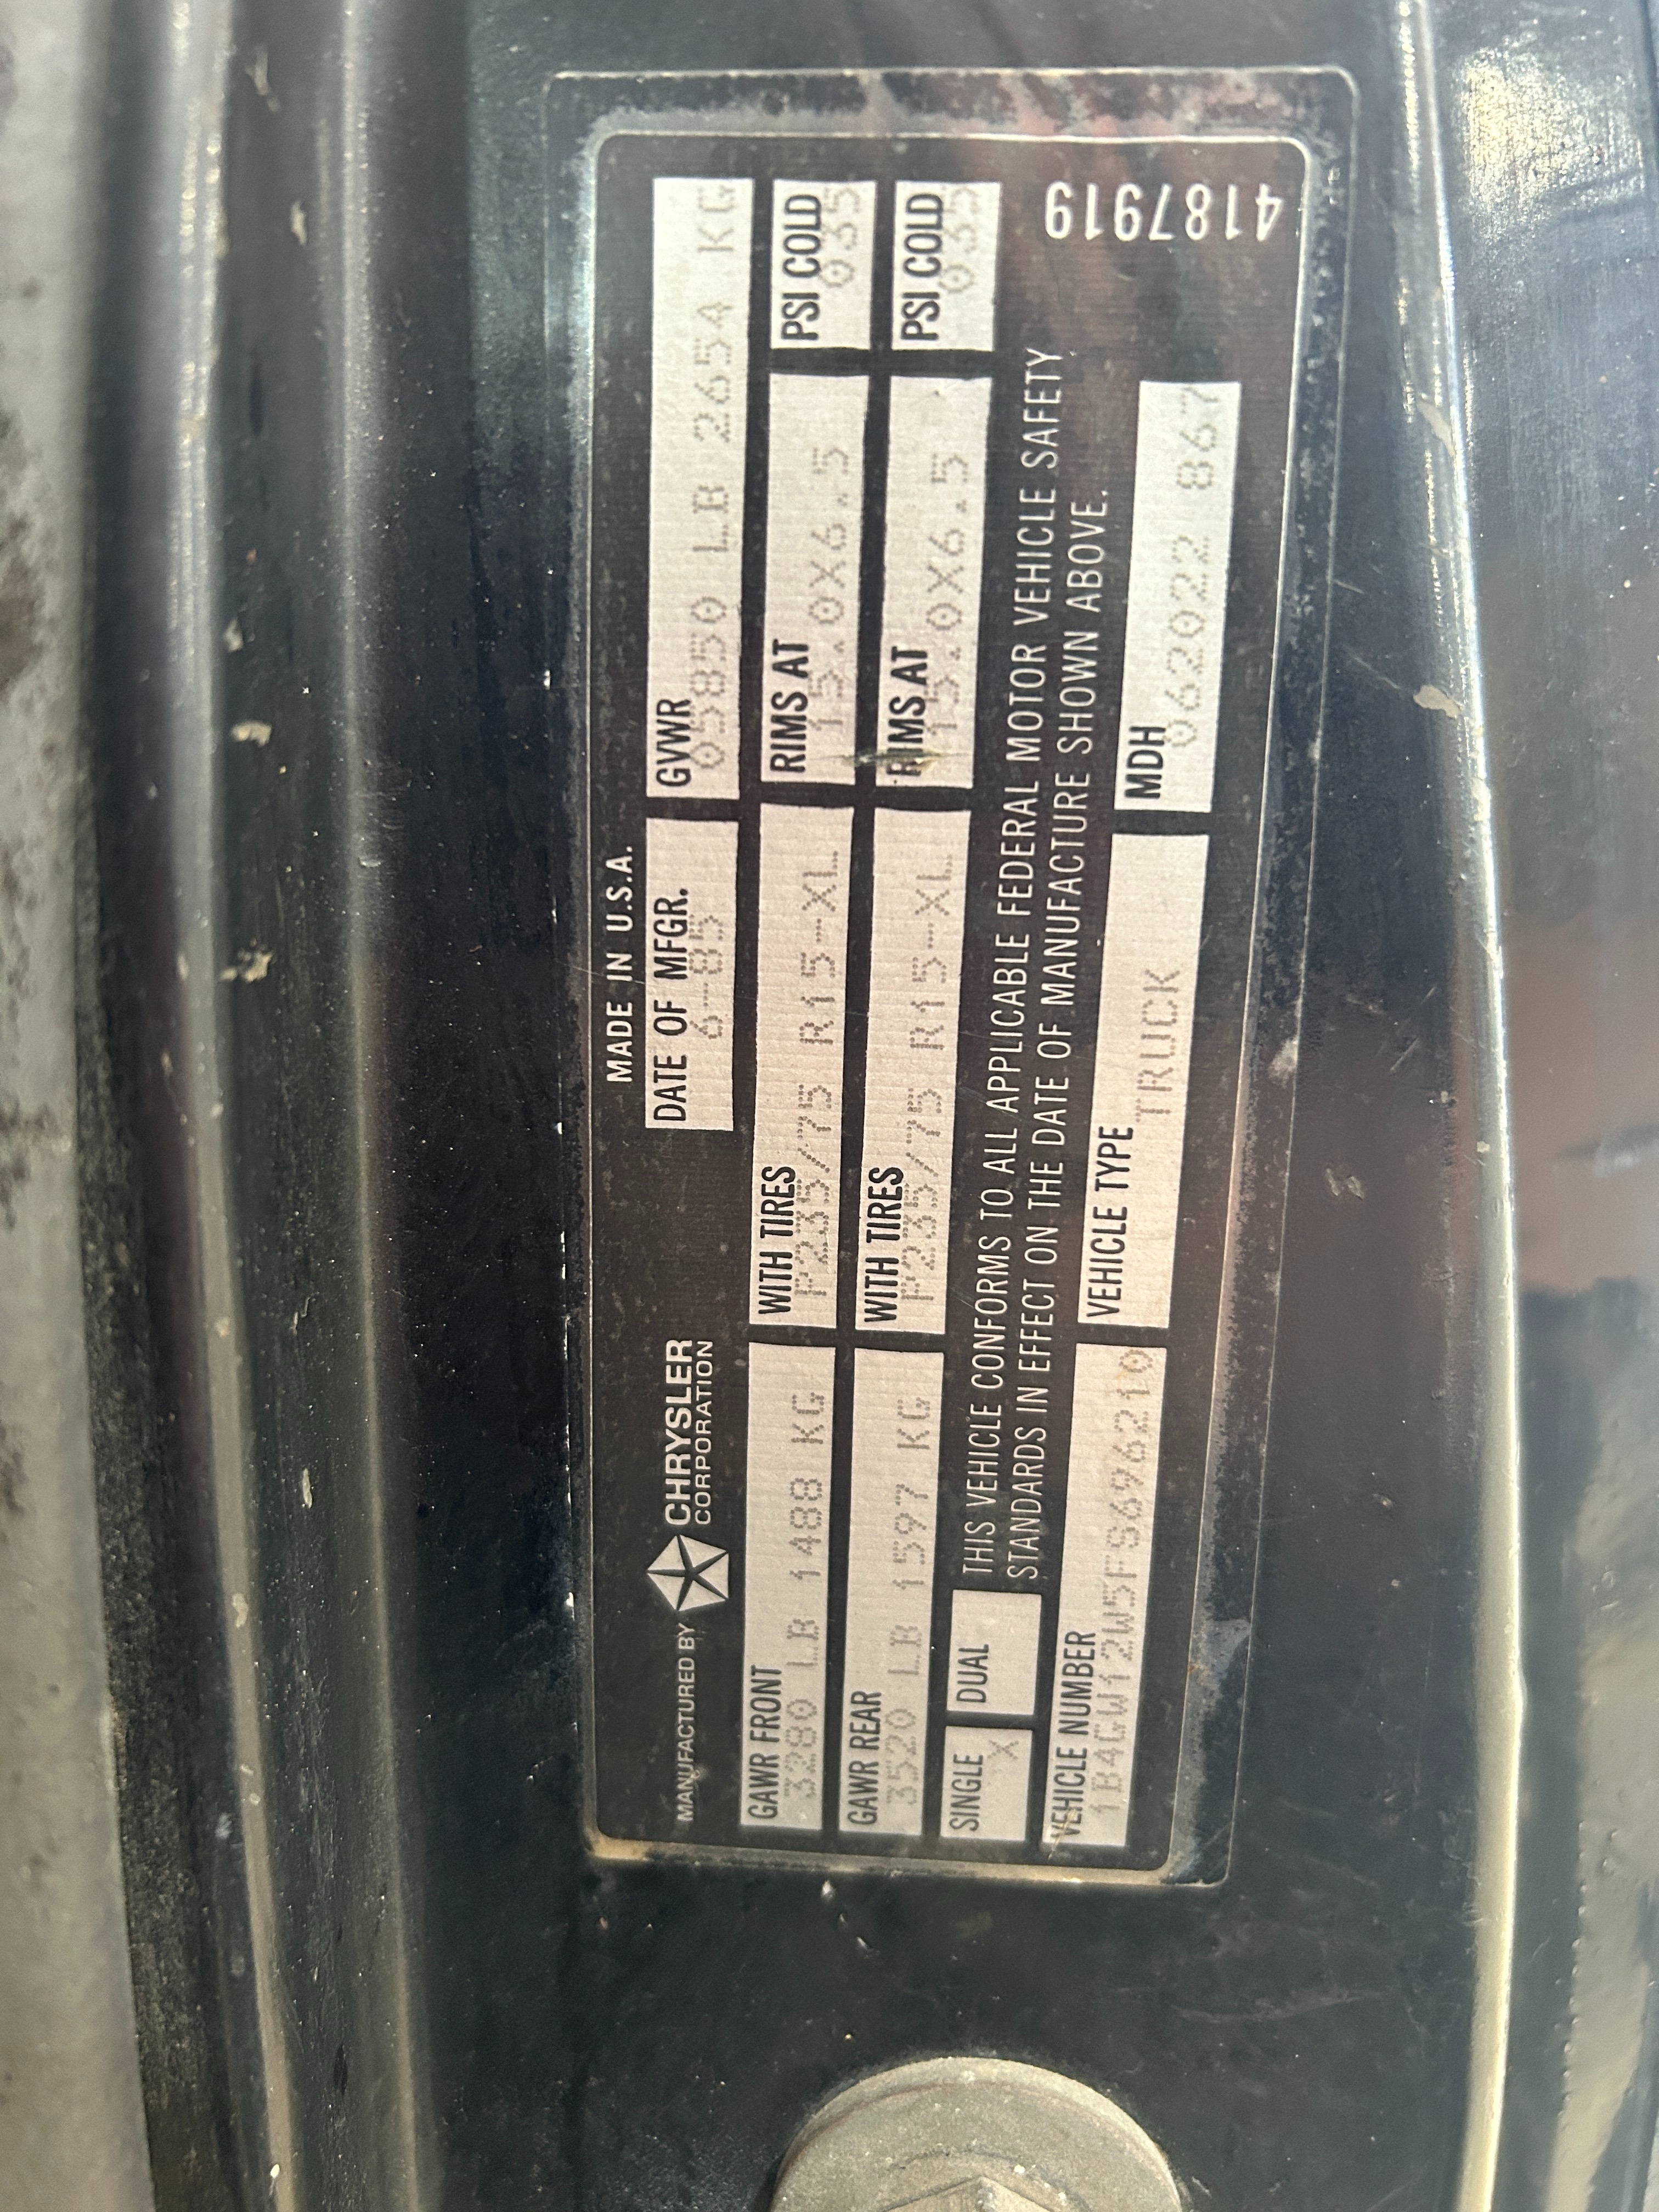 MADE IN U.S.A.
MANUFACTURED BY CHRYSLER CORPORATION
DATE OF MFGR. 6-85
GVWR 05850 LB 2654 KG
GAWR FRONT 3280 LB 1488 KG
WITH TIRES P235/75 R15-XL
RIMS AT 15.0X6.5
PSI COLD 035
GAWR REAR 3520 LB 1597 KG
WITH TIRES P235/75 R15-XL
RIMS AT 15.0X6.5
PSI COLD 035
SINGLE X DUAL
THIS VEHICLE CONFORMS TO ALL APPLICABLE FEDERAL MOTOR VEHICLE SAFETY
STANDARDS IN EFFECT ON THE DATE OF MANUFACTURE SHOWN ABOVE.
VEHICLE NUMBER 1B4GW12W5FS696210
VEHICLE TYPE TRUCK
MDH 062022 867
4187919